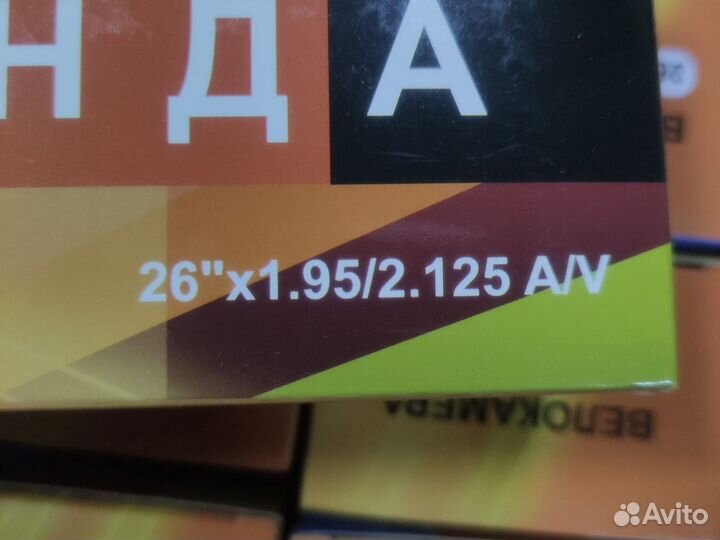 НДА
26"x1.95/2.125 A/V
ВЕЛОКАМЕРА
Avito